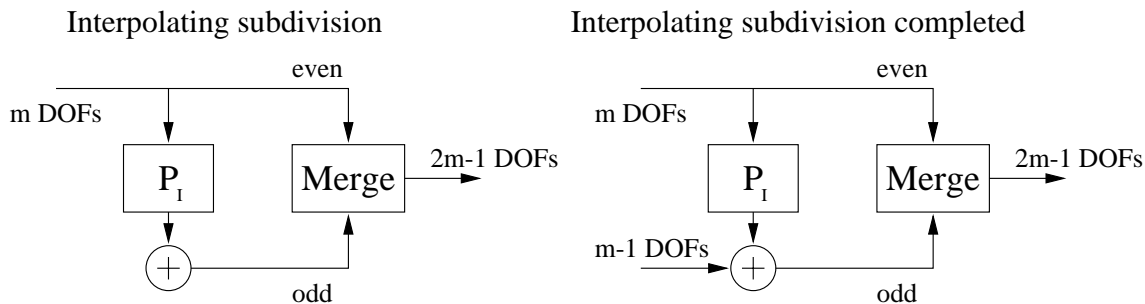 Interpolating subdivision
even
m DOFs
P_I
Merge
2m-1 DOFs
+
odd
Interpolating subdivision completed
even
m DOFs
P_I
Merge
2m-1 DOFs
m-1 DOFs
+
odd